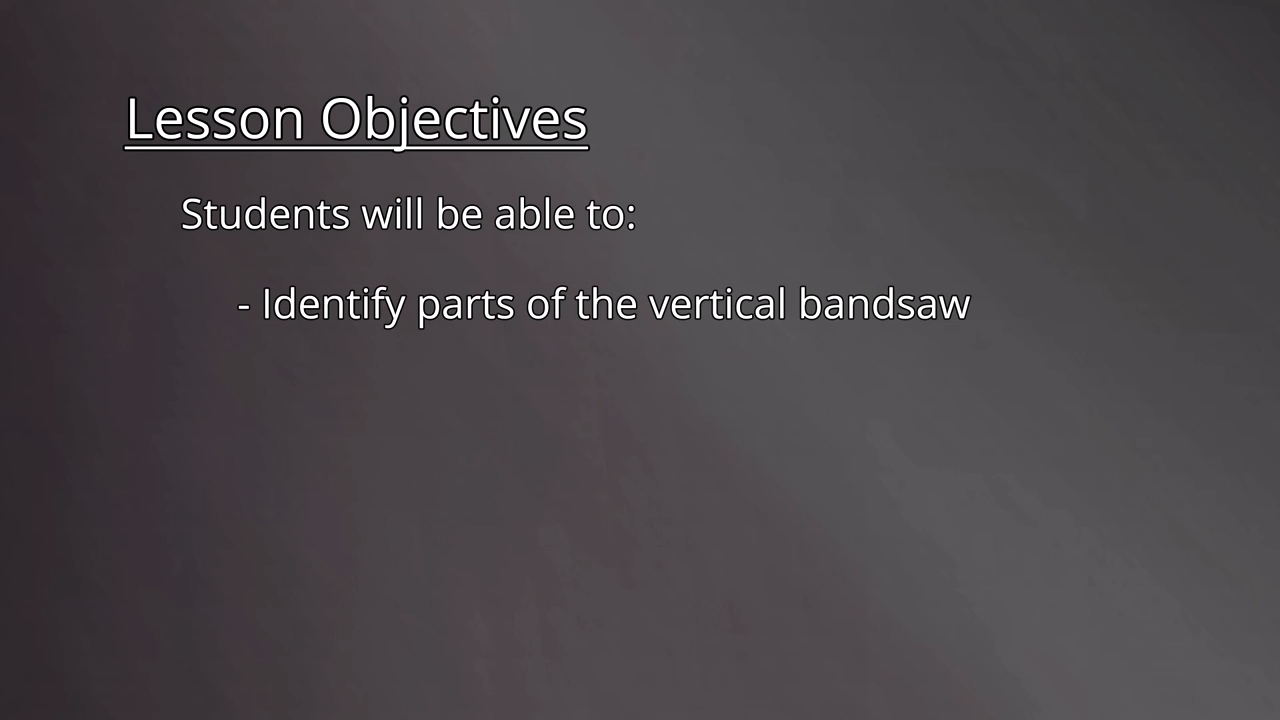 Lesson Objectives
Students will be able to:
- Identify parts of the vertical bandsaw